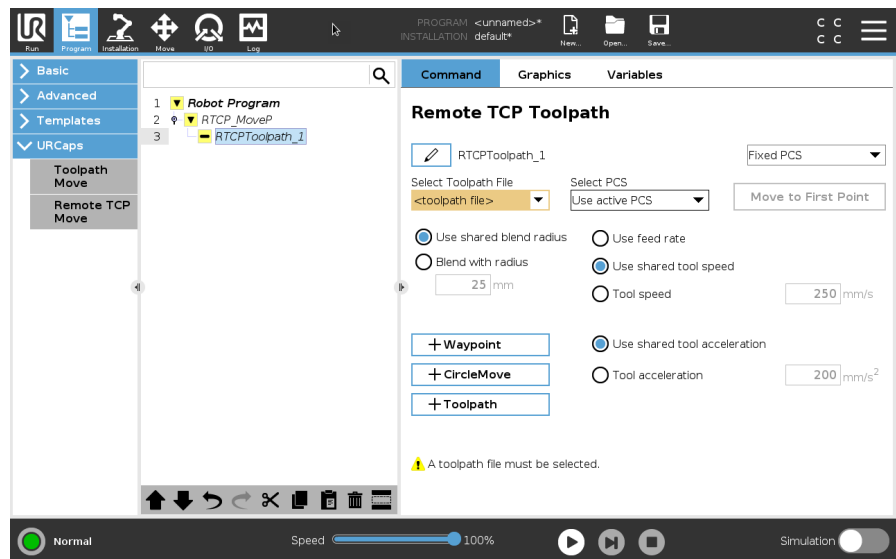 UR
PROGRAM <unnamed>*
INSTALLATION default*
C C
C C
Run Program Installation Move I/O Log New... Open... Save...
Basic
Advanced
Templates
URCaps
Toolpath
Move
Remote TCP
Move
1 Robot Program
2 RTCP_MoveP
3 RTCPToolpath_1
Command Graphics Variables
Remote TCP Toolpath
RTCPToolpath_1 Fixed PCS
Select Toolpath File Select PCS
<toolpath file> Use active PCS Move to First Point
Use shared blend radius Use feed rate
Blend with radius Use shared tool speed
25 mm Tool speed 250 mm/s
+ Waypoint Use shared tool acceleration
+ CircleMove Tool acceleration 200 mm/s²
+ Toolpath
A toolpath file must be selected.
Normal Speed 100% Simulation